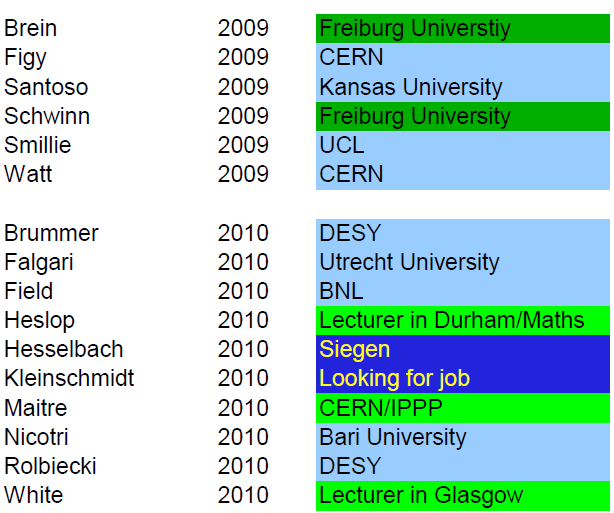 Brein 2009 Freiburg Universtiy
Figy 2009 CERN
Santoso 2009 Kansas University
Schwinn 2009 Freiburg University
Smillie 2009 UCL
Watt 2009 CERN
Brummer 2010 DESY
Falgari 2010 Utrecht University
Field 2010 BNL
Heslop 2010 Lecturer in Durham/Maths
Hesselbach 2010 Siegen
Kleinschmidt 2010 Looking for job
Maitre 2010 CERN/IPPP
Nicotri 2010 Bari University
Rolbiecki 2010 DESY
White 2010 Lecturer in Glasgow